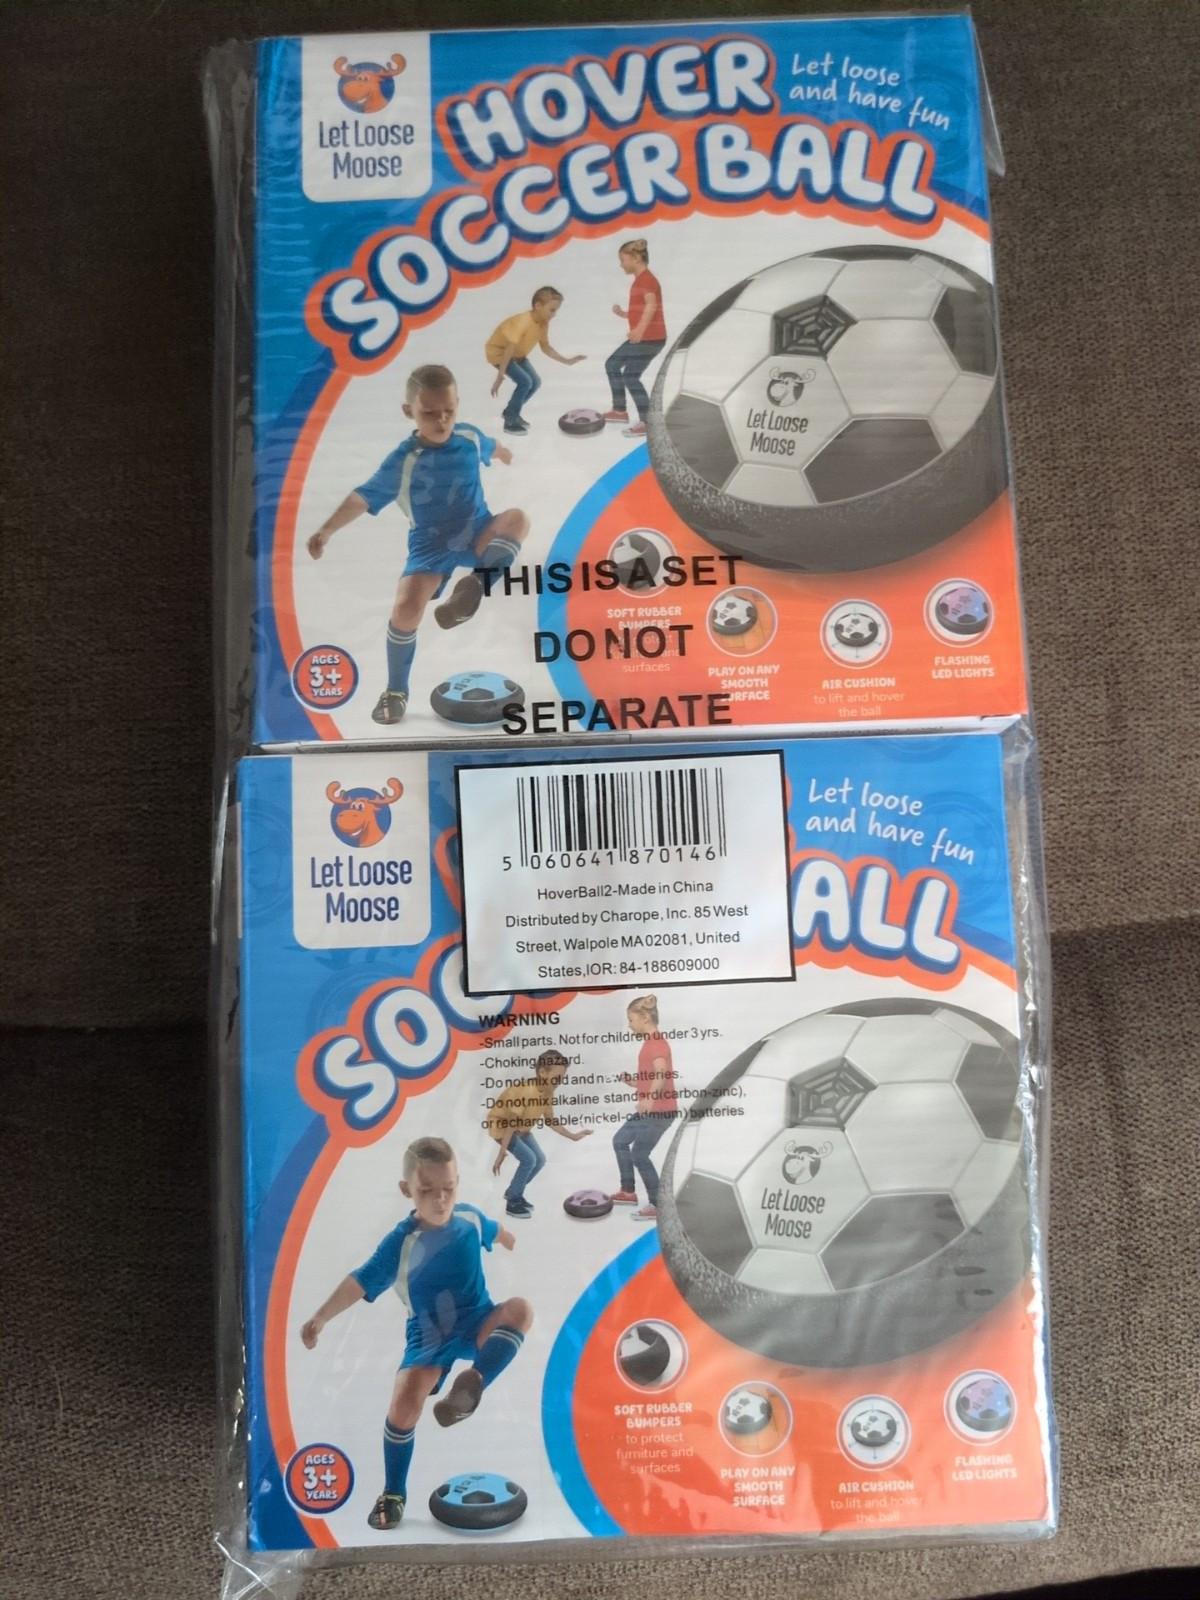 Let Loose
Moose
HOVER
SOCCER BALL
Let loose
and have fun
Let Loose
Moose
THIS IS A SET
DO NOT
SEPARATE
SOFT RUBBER
BUMPERS
surfaces
PLAY ON ANY
SMOOTH
SURFACE
AIR CUSHION
to lift and hover
the ball
FLASHING
LED LIGHTS
AGES
3+
YEARS
Let Loose
Moose
5 060641 870146
HoverBall2-Made in China
Distributed by Charope, Inc. 85 West
Street, Walpole MA 02081, United
States,IOR: 84-188609000
Let loose
and have fun
SOC ALL
WARNING
-Small parts. Not for children under 3 yrs.
-Choking hazard.
-Do not mix old and new batteries.
-Do not mix alkaline standard(carbon-zinc),
or rechargeable(nickel-cadmium) batteries
Let Loose
Moose
SOFT RUBBER
BUMPERS
to protect
furniture and
surfaces
PLAY ON ANY
SMOOTH
SURFACE
AIR CUSHION
to lift and hover
the ball
FLASHING
LED LIGHTS
AGES
3+
YEARS